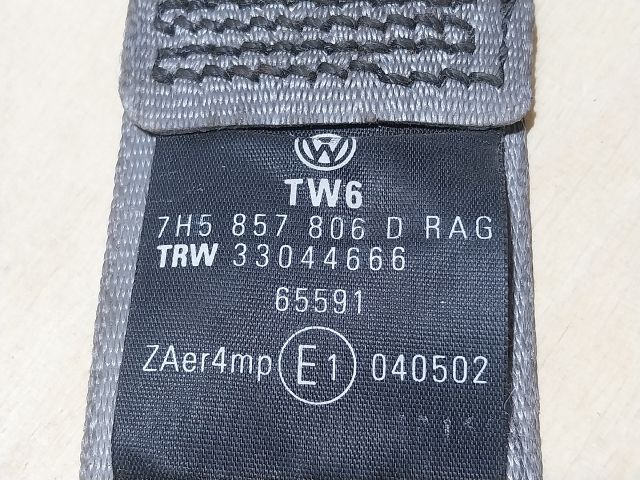 TW6
7H5 857 806 D RAG
TRW 33044666
65591
ZAer4mp E1 040502